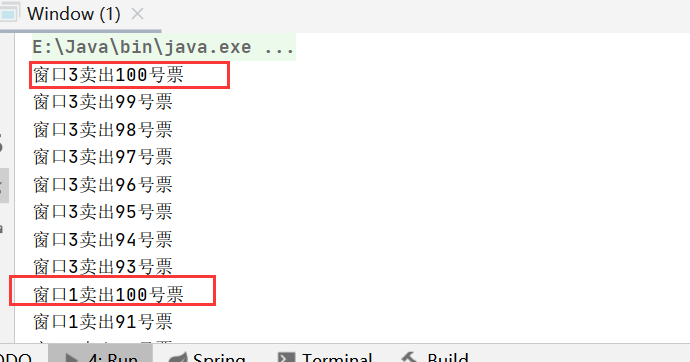 Window (1) ×
E:\Java\bin\java.exe ...
窗口3卖出100号票
窗口3卖出99号票
窗口3卖出98号票
窗口3卖出97号票
窗口3卖出96号票
窗口3卖出95号票
窗口3卖出94号票
窗口3卖出93号票
窗口1卖出100号票
窗口1卖出91号票
4: Run Spring Terminal Build